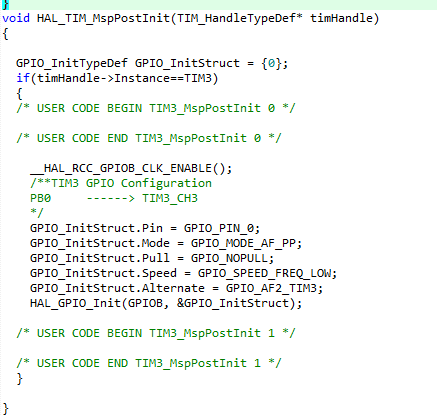 }
void HAL_TIM_MspPostInit(TIM_HandleTypeDef* timHandle)
{
GPIO_InitTypeDef GPIO_InitStruct = {0};
if(timHandle->Instance==TIM3)
{
/* USER CODE BEGIN TIM3_MspPostInit 0 */
/* USER CODE END TIM3_MspPostInit 0 */
__HAL_RCC_GPIOB_CLK_ENABLE();
/**TIM3 GPIO Configuration
PB0     ------> TIM3_CH3
*/
GPIO_InitStruct.Pin = GPIO_PIN_0;
GPIO_InitStruct.Mode = GPIO_MODE_AF_PP;
GPIO_InitStruct.Pull = GPIO_NOPULL;
GPIO_InitStruct.Speed = GPIO_SPEED_FREQ_LOW;
GPIO_InitStruct.Alternate = GPIO_AF2_TIM3;
HAL_GPIO_Init(GPIOB, &GPIO_InitStruct);
/* USER CODE BEGIN TIM3_MspPostInit 1 */
/* USER CODE END TIM3_MspPostInit 1 */
}
}